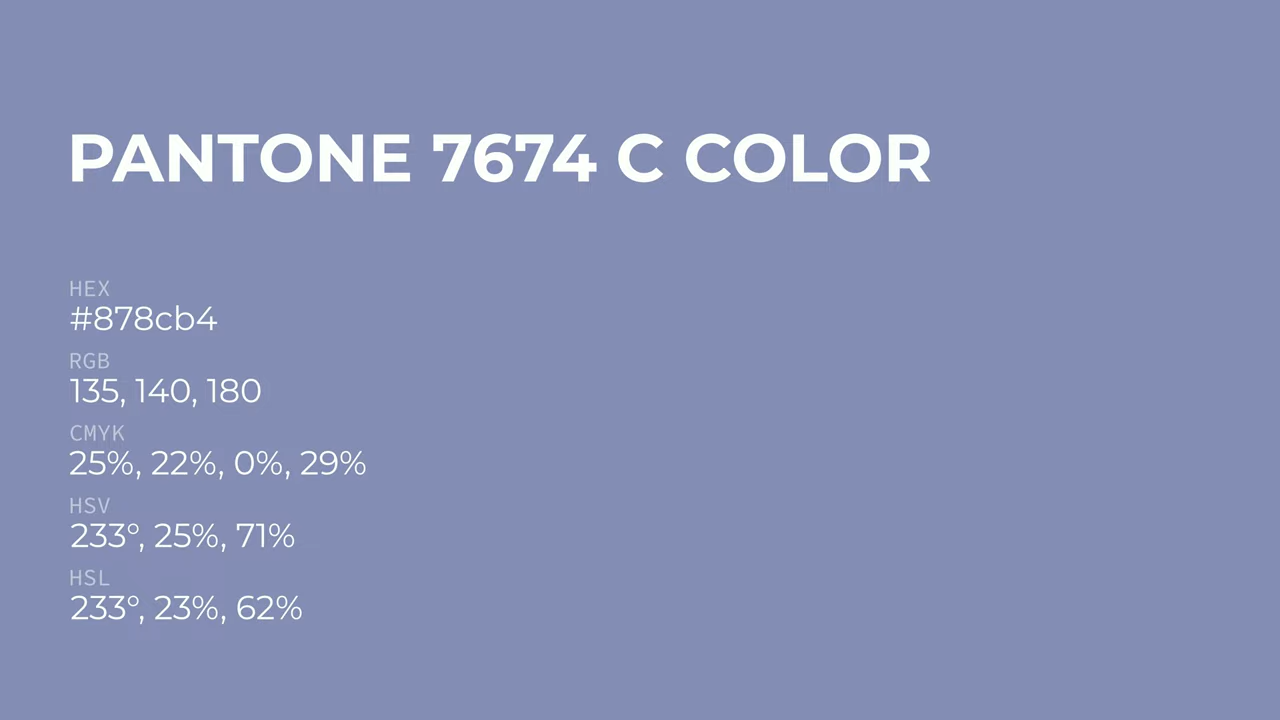 PANTONE 7674 C COLOR
HEX
#878cb4
RGB
135, 140, 180
CMYK
25%, 22%, 0%, 29%
HSV
233°, 25%, 71%
HSL
233°, 23%, 62%